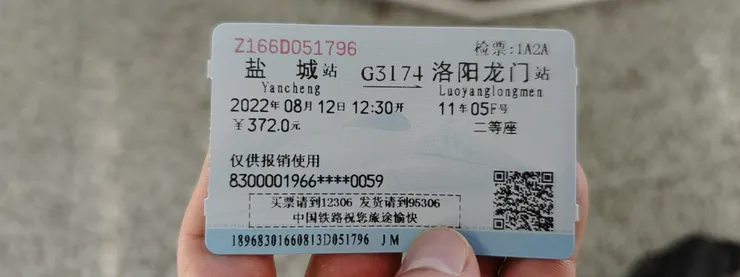 Z166D051796 检票:1A2A
盐城站 G3174 洛阳龙门站
Yancheng Luoyanglongmen
2022年08月12日12:30开 11车05F号
￥372.0元 二等座
仅供报销使用
8300001966****0059
买票请到12306 发货请到95306
中国铁路祝您旅途愉快
18968301660813D051796 JM